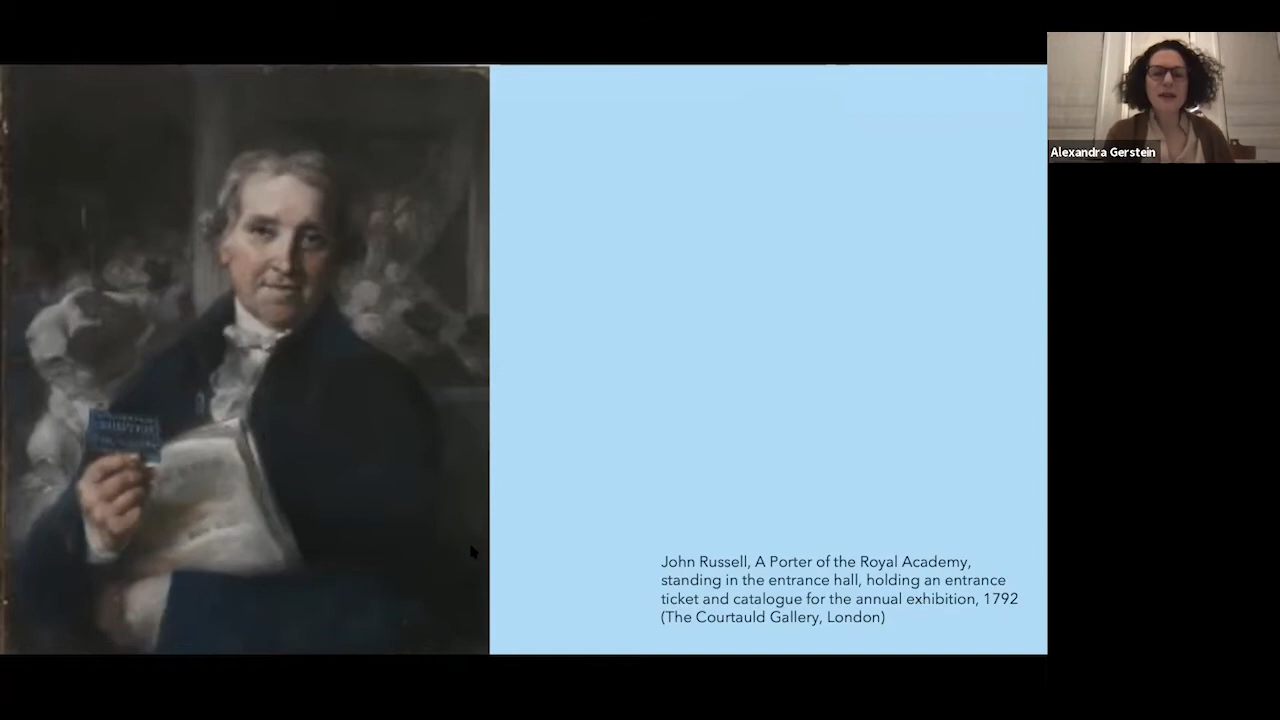 Alexandra Gerstein
John Russell, A Porter of the Royal Academy,
standing in the entrance hall, holding an entrance
ticket and catalogue for the annual exhibition, 1792
(The Courtauld Gallery, London)